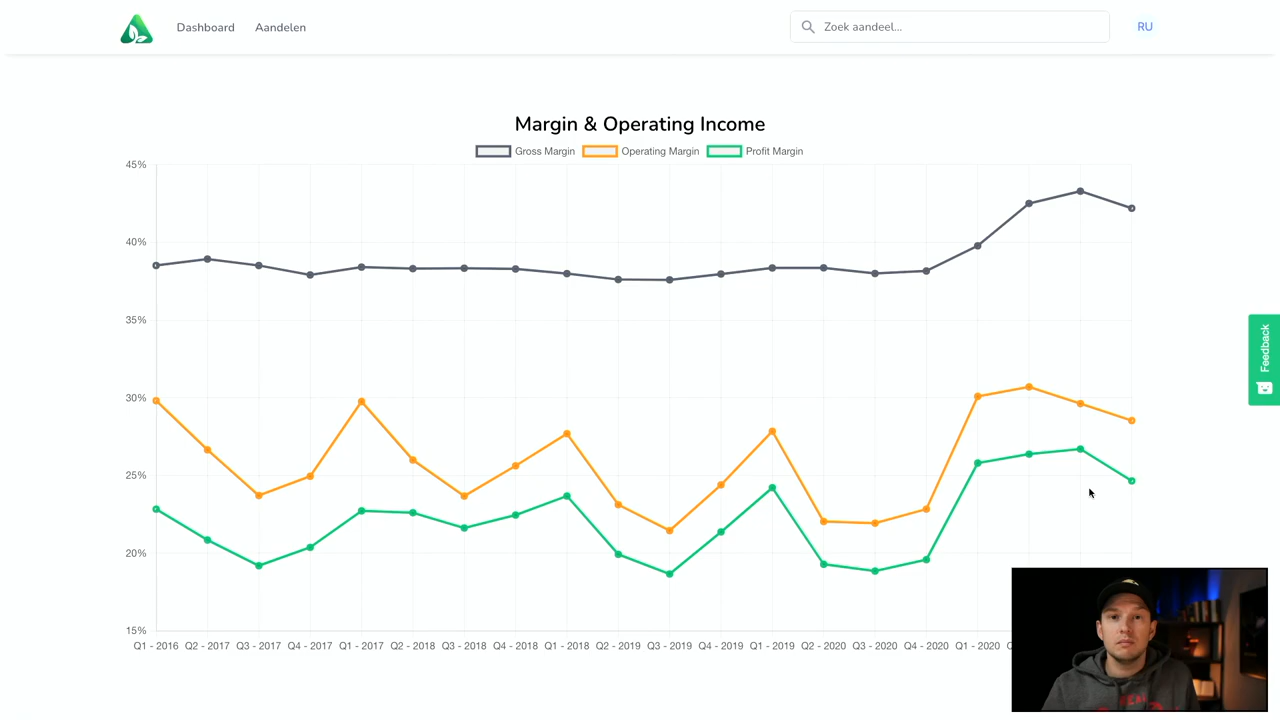 Dashboard Aandelen Zoek aandeel... RU
Margin & Operating Income
Gross Margin Operating Margin Profit Margin
45%
40%
35%
30%
25%
20%
15%
Q1 - 2016 Q2 - 2017 Q3 - 2017 Q4 - 2017 Q1 - 2017 Q2 - 2018 Q3 - 2018 Q4 - 2018 Q1 - 2018 Q2 - 2019 Q3 - 2019 Q4 - 2019 Q1 - 2019 Q2 - 2020 Q3 - 2020 Q4 - 2020 Q1 - 2020
Feedback